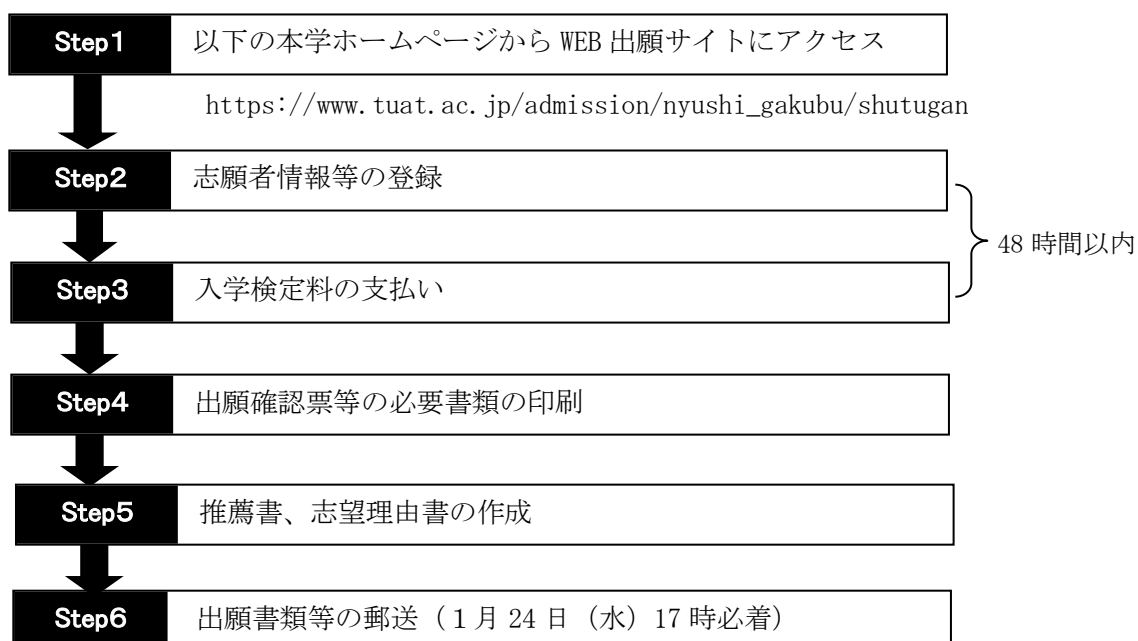 Step1 以下の本学ホームページから WEB 出願サイトにアクセス
https://www.tuat.ac.jp/admission/nyushi_gakubu/shutugan
Step2 志願者情報等の登録
48 時間以内
Step3 入学検定料の支払い
Step4 出願確認票等の必要書類の印刷
Step5 推薦書、志望理由書の作成
Step6 出願書類等の郵送（１月 24 日（水）17 時必着）